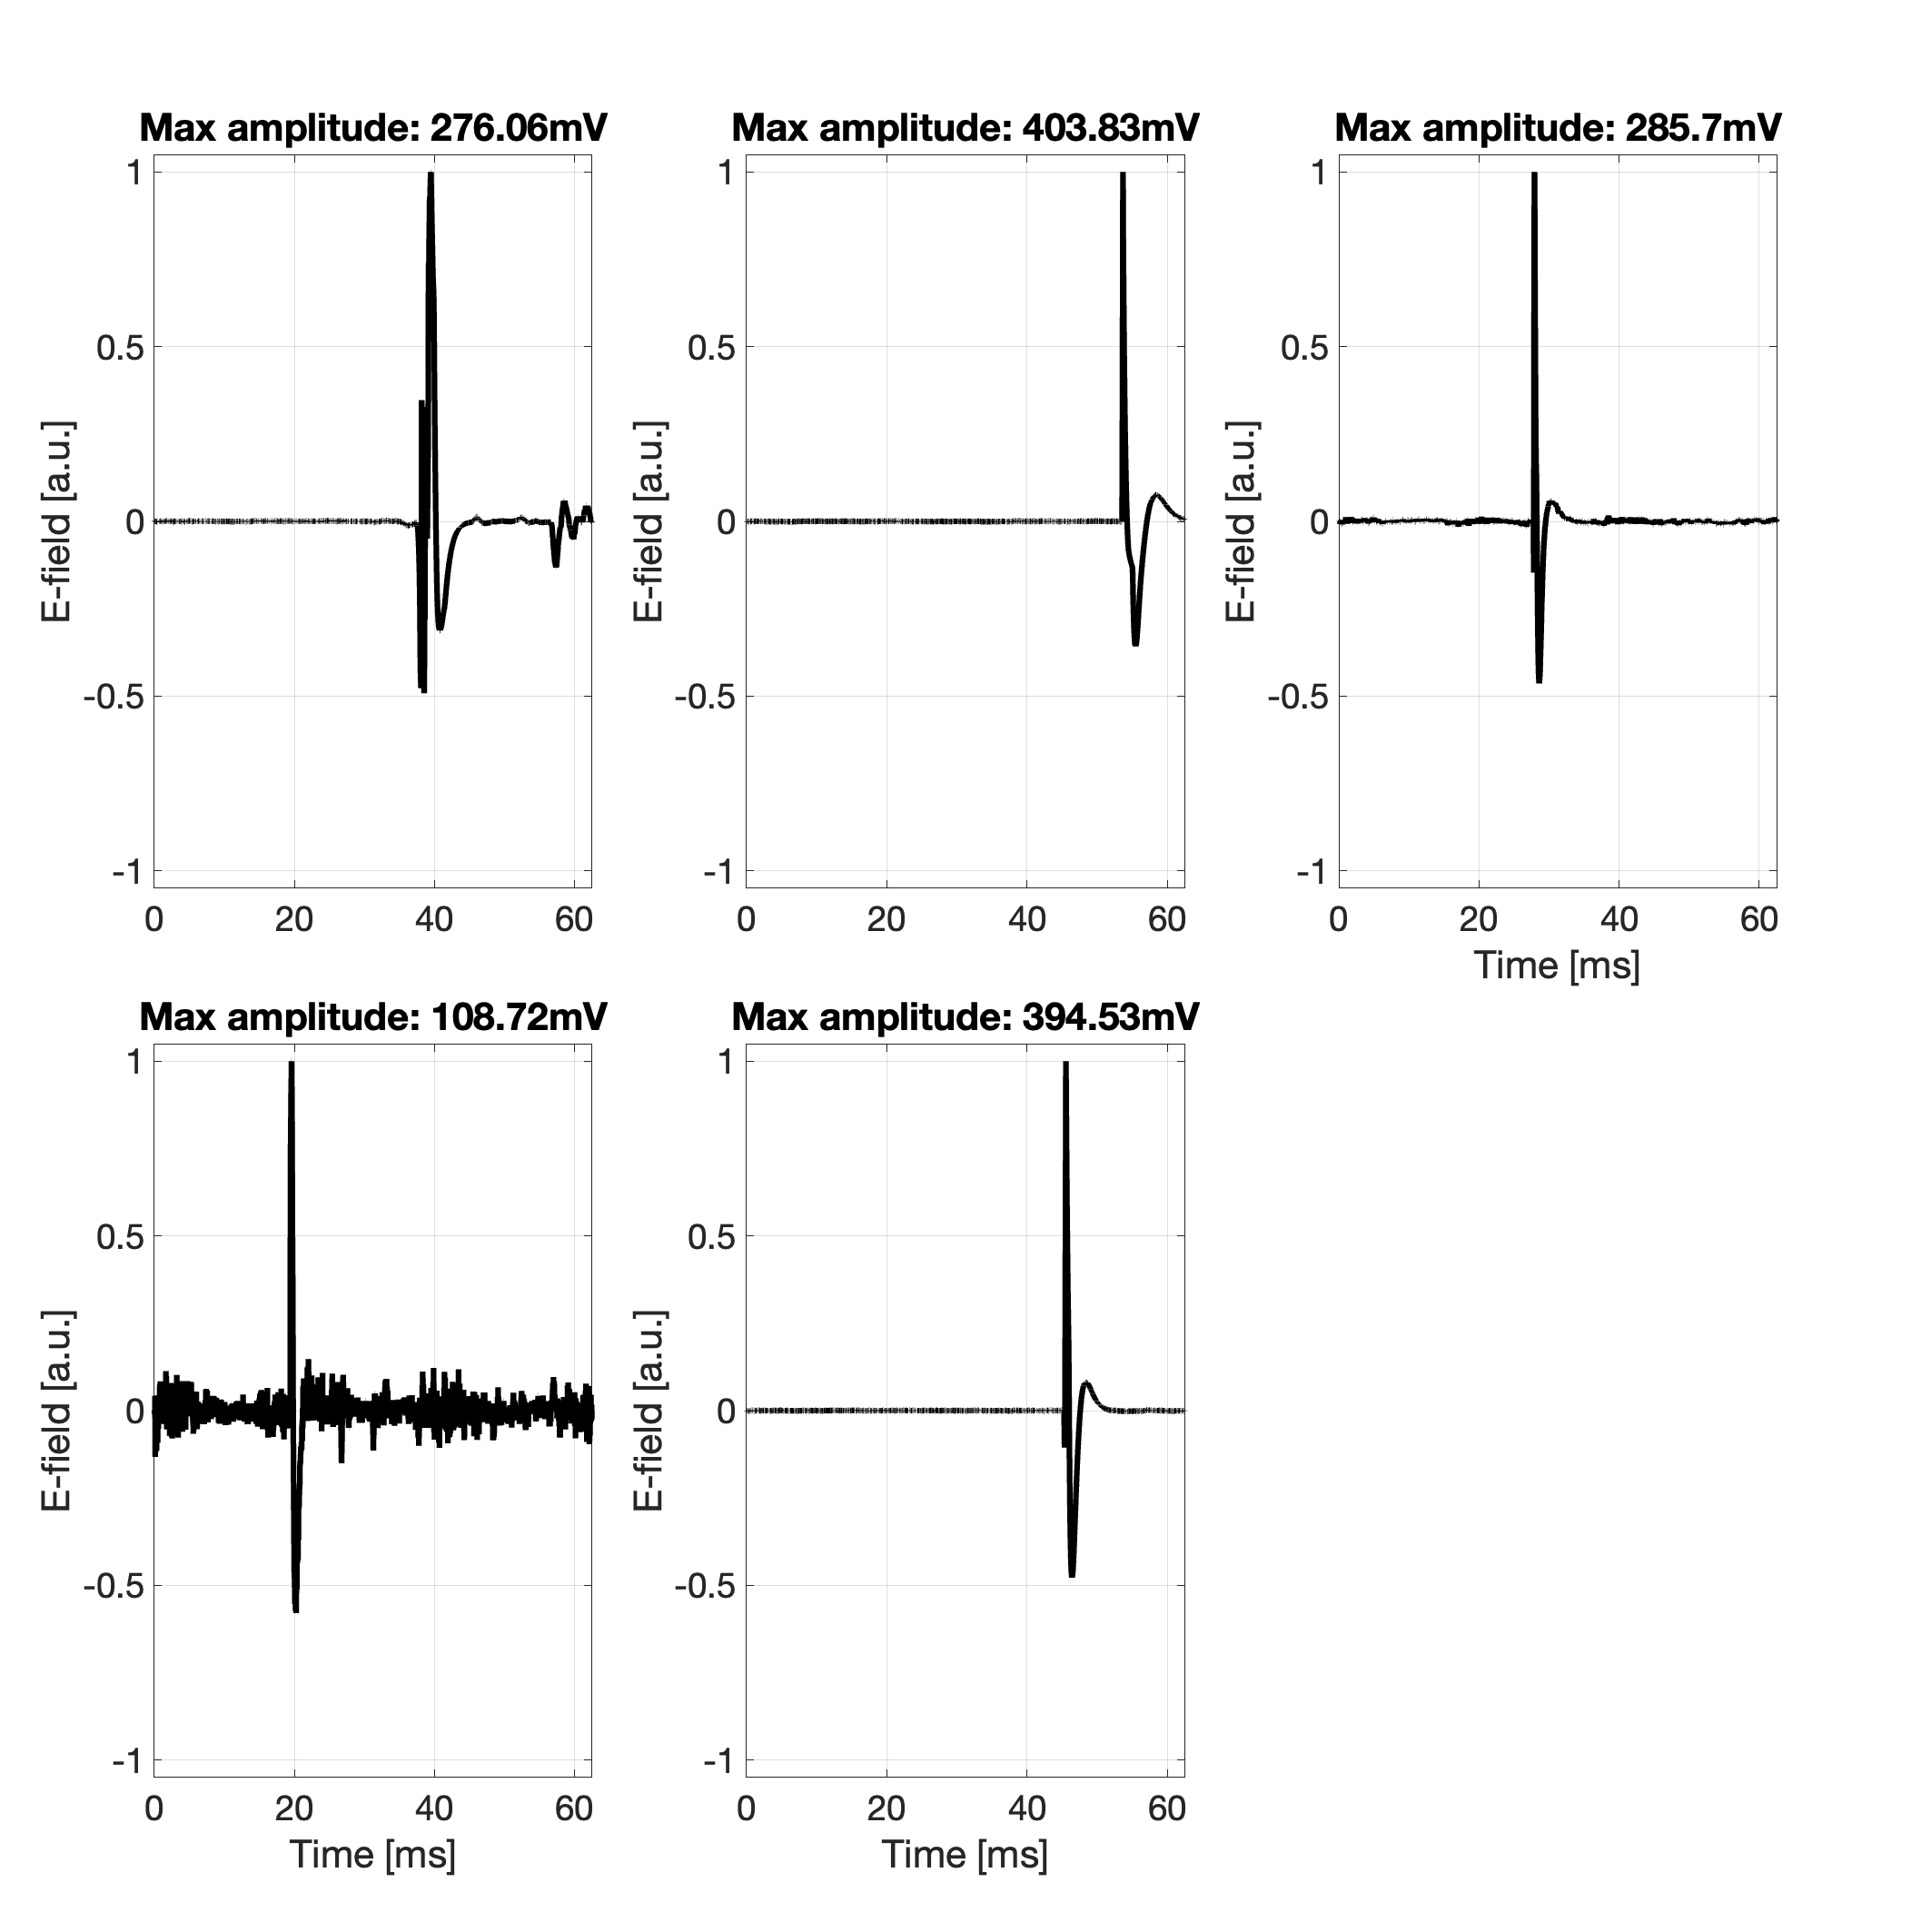 Max amplitude: 276.06mV
1
0.5
0
-0.5
-1
E-field [a.u.]
0 20 40 60
Max amplitude: 403.83mV
1
0.5
0
-0.5
-1
E-field [a.u.]
0 20 40 60
Max amplitude: 285.7mV
1
0.5
0
-0.5
-1
E-field [a.u.]
0 20 40 60
Time [ms]
Max amplitude: 108.72mV
1
0.5
0
-0.5
-1
E-field [a.u.]
0 20 40 60
Time [ms]
Max amplitude: 394.53mV
1
0.5
0
-0.5
-1
E-field [a.u.]
0 20 40 60
Time [ms]